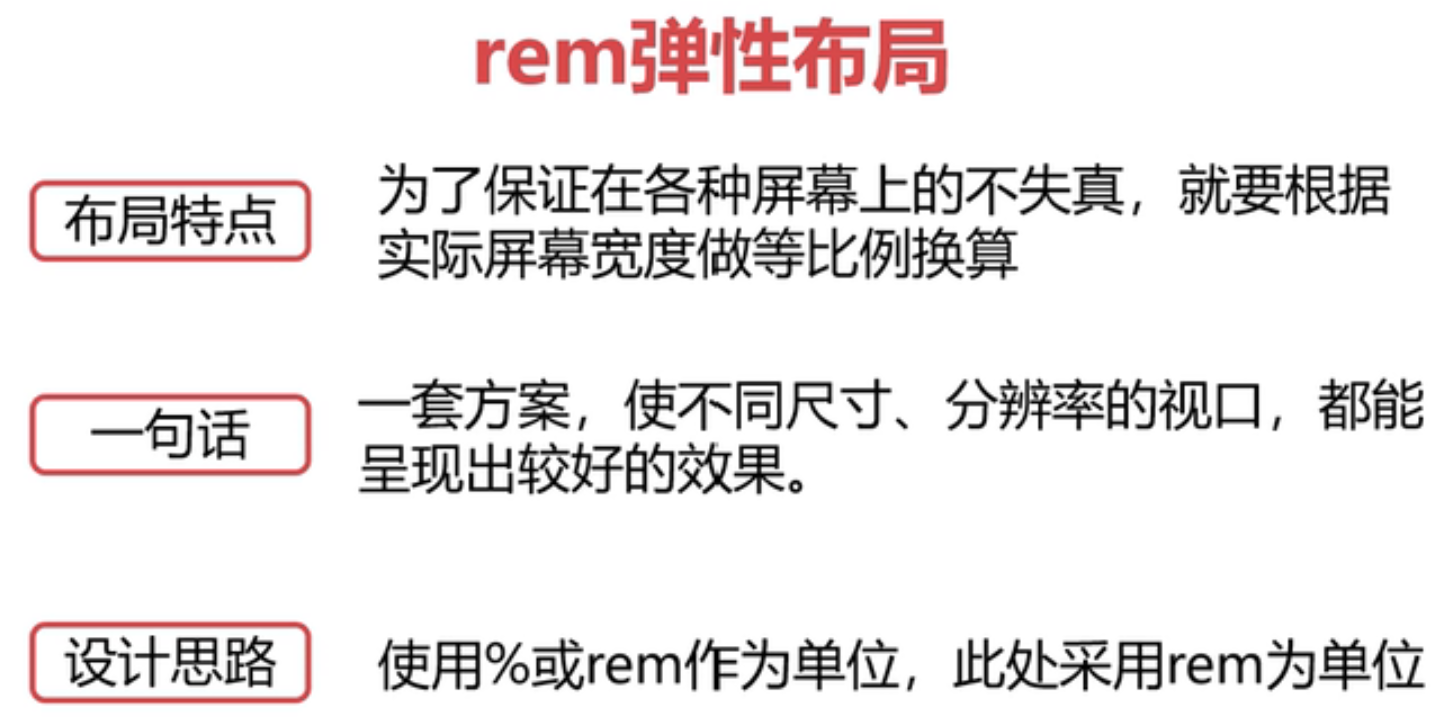 rem弹性布局
布局特点
为了保证在各种屏幕上的不失真，就要根据
实际屏幕宽度做等比例换算
一句话
一套方案，使不同尺寸、分辨率的视口，都能
呈现出较好的效果。
设计思路
使用%或rem作为单位，此处采用rem为单位